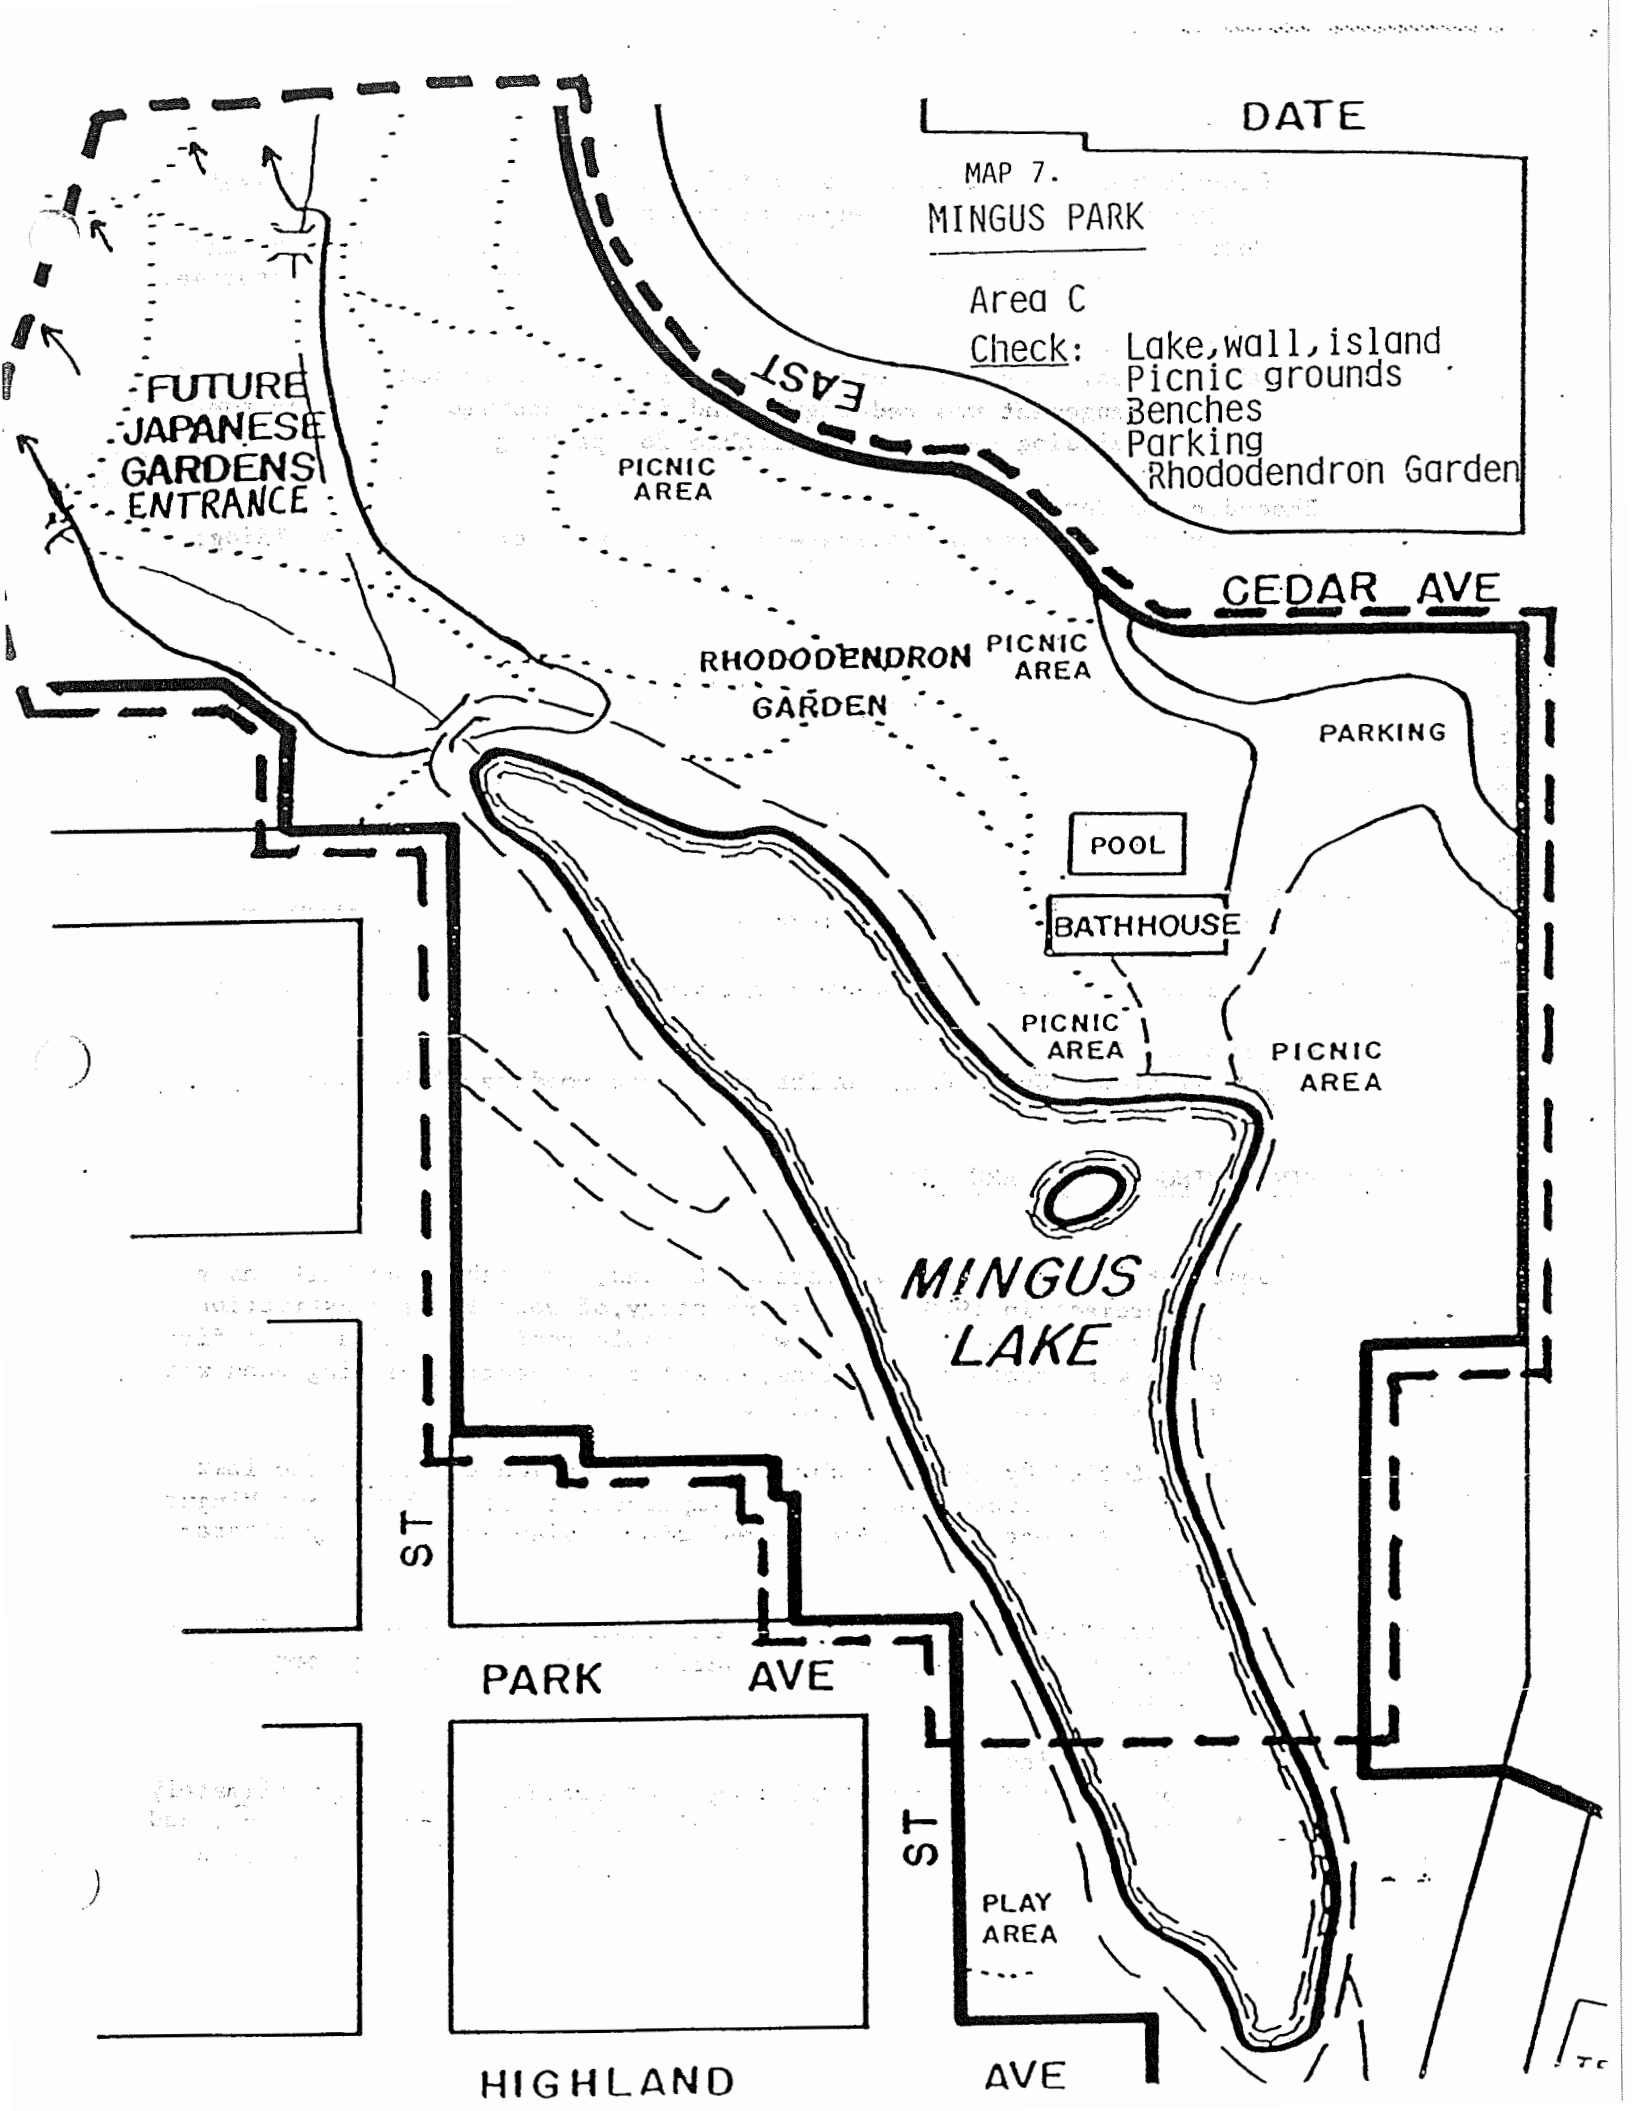 DATE
MAP 7.
MINGUS PARK
Area C
Check: Lake,wall,island
Picnic grounds
Benches
Parking
Rhododendron Garden
EAST
FUTURE
JAPANESE
GARDENS
ENTRANCE
PICNIC
AREA
CEDAR AVE
RHODODENDRON
GARDEN
PICNIC
AREA
PARKING
POOL
BATHHOUSE
PICNIC
AREA
PICNIC
AREA
MINGUS
LAKE
ST
PARK AVE
ST
PLAY
AREA
HIGHLAND AVE